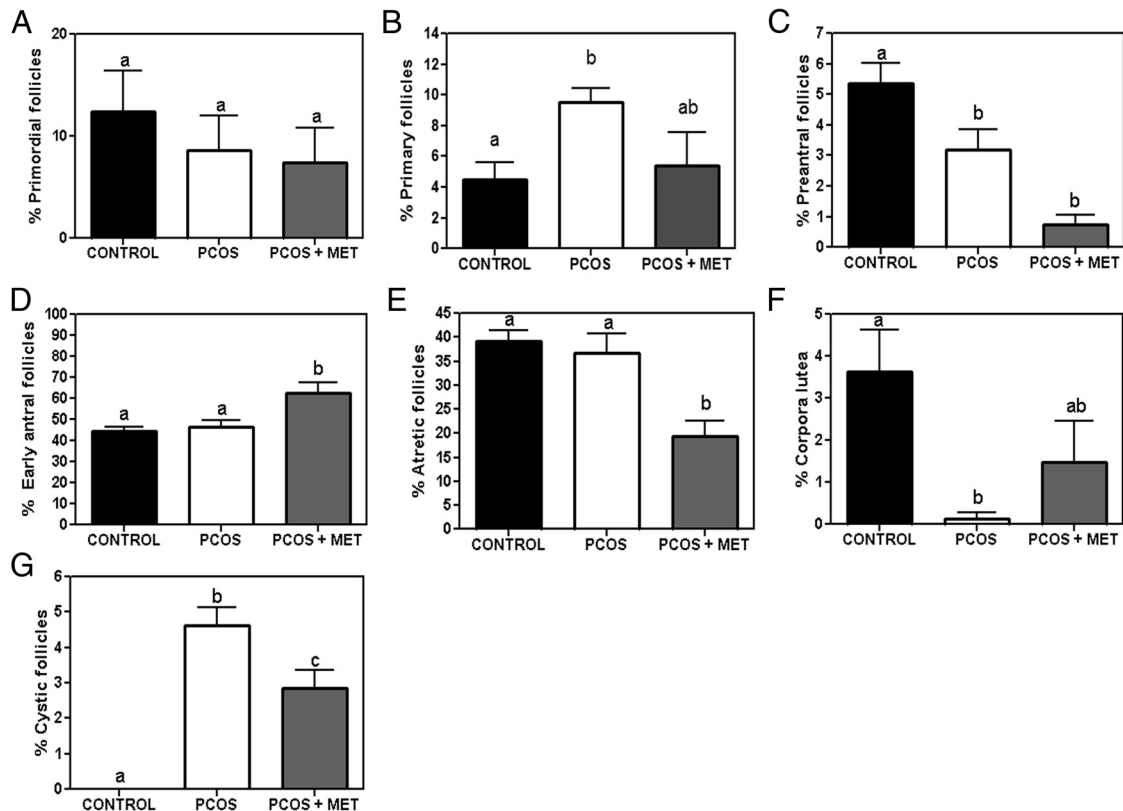 A
% Primordial follicles
20
10
0
a
a
a
CONTROL
PCOS
PCOS + MET
B
% Primary follicles
14
12
10
8
6
4
2
0
a
b
ab
CONTROL
PCOS
PCOS + MET
C
% Preantral follicles
7
6
5
4
3
2
1
0
a
b
b
CONTROL
PCOS
PCOS + MET
D
% Early antral follicles
100
90
80
70
60
50
40
30
20
10
0
a
a
b
CONTROL
PCOS
PCOS + MET
E
% Atretic follicles
45
40
35
30
25
20
15
10
5
0
a
a
b
CONTROL
PCOS
PCOS + MET
F
% Corpora lutea
5
4
3
2
1
0
a
b
ab
CONTROL
PCOS
PCOS + MET
G
% Cystic follicles
6
5
4
3
2
1
0
a
b
c
CONTROL
PCOS
PCOS + MET